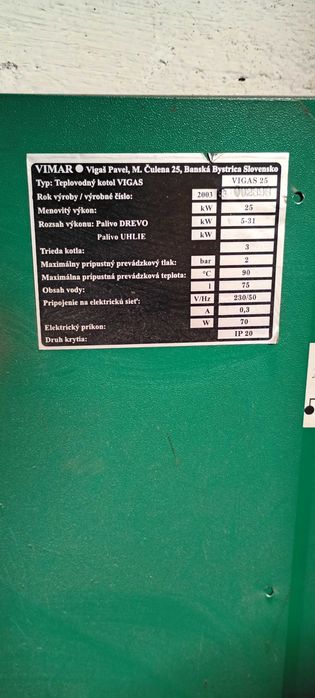 VIMAR Vigaš Pavel, M. Čulena 25, Banská Bystrica Slovensko
Typ: Teplovodný kotol VIGAS VIGAS 25
Rok výroby / výrobné číslo: 2003
Menovitý výkon: kW 25
Rozsah výkonu: Palivo DREVO kW 5-31
Palivo UHLIE kW
Trieda kotla: 3
Maximálny prípustný prevádzkový tlak: bar 2
Maximálna prípustná prevádzková teplota: °C 90
Obsah vody: l 75
Pripojenie na elektrickú sieť: V/Hz 230/50
A 0,3
Elektrický príkon: W 70
Druh krytia: IP 20